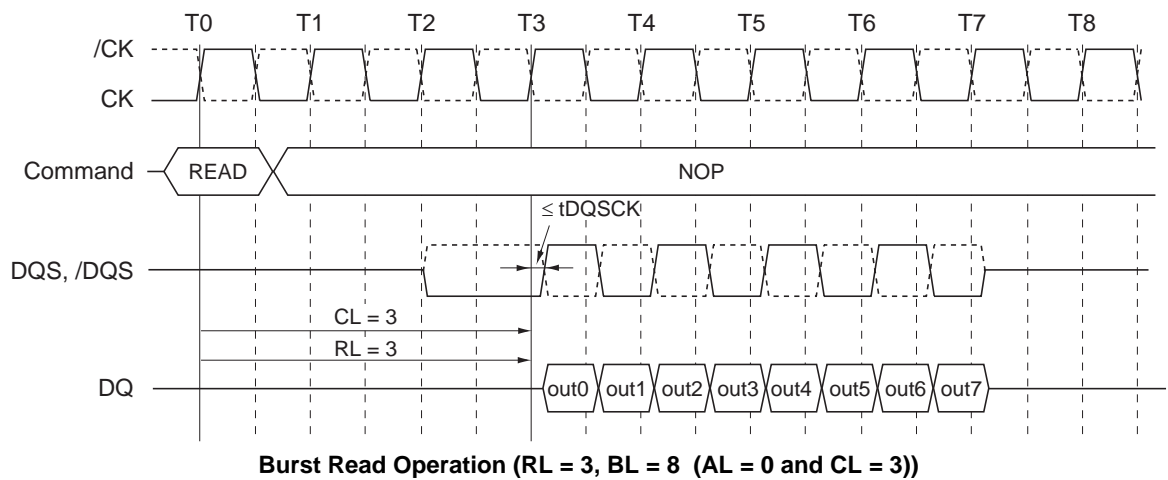 T0 T1 T2 T3 T4 T5 T6 T7 T8
/CK
CK
Command READ NOP
≤ tDQSCK
DQS, /DQS
CL = 3
RL = 3
DQ out0 out1 out2 out3 out4 out5 out6 out7
Burst Read Operation (RL = 3, BL = 8 (AL = 0 and CL = 3))